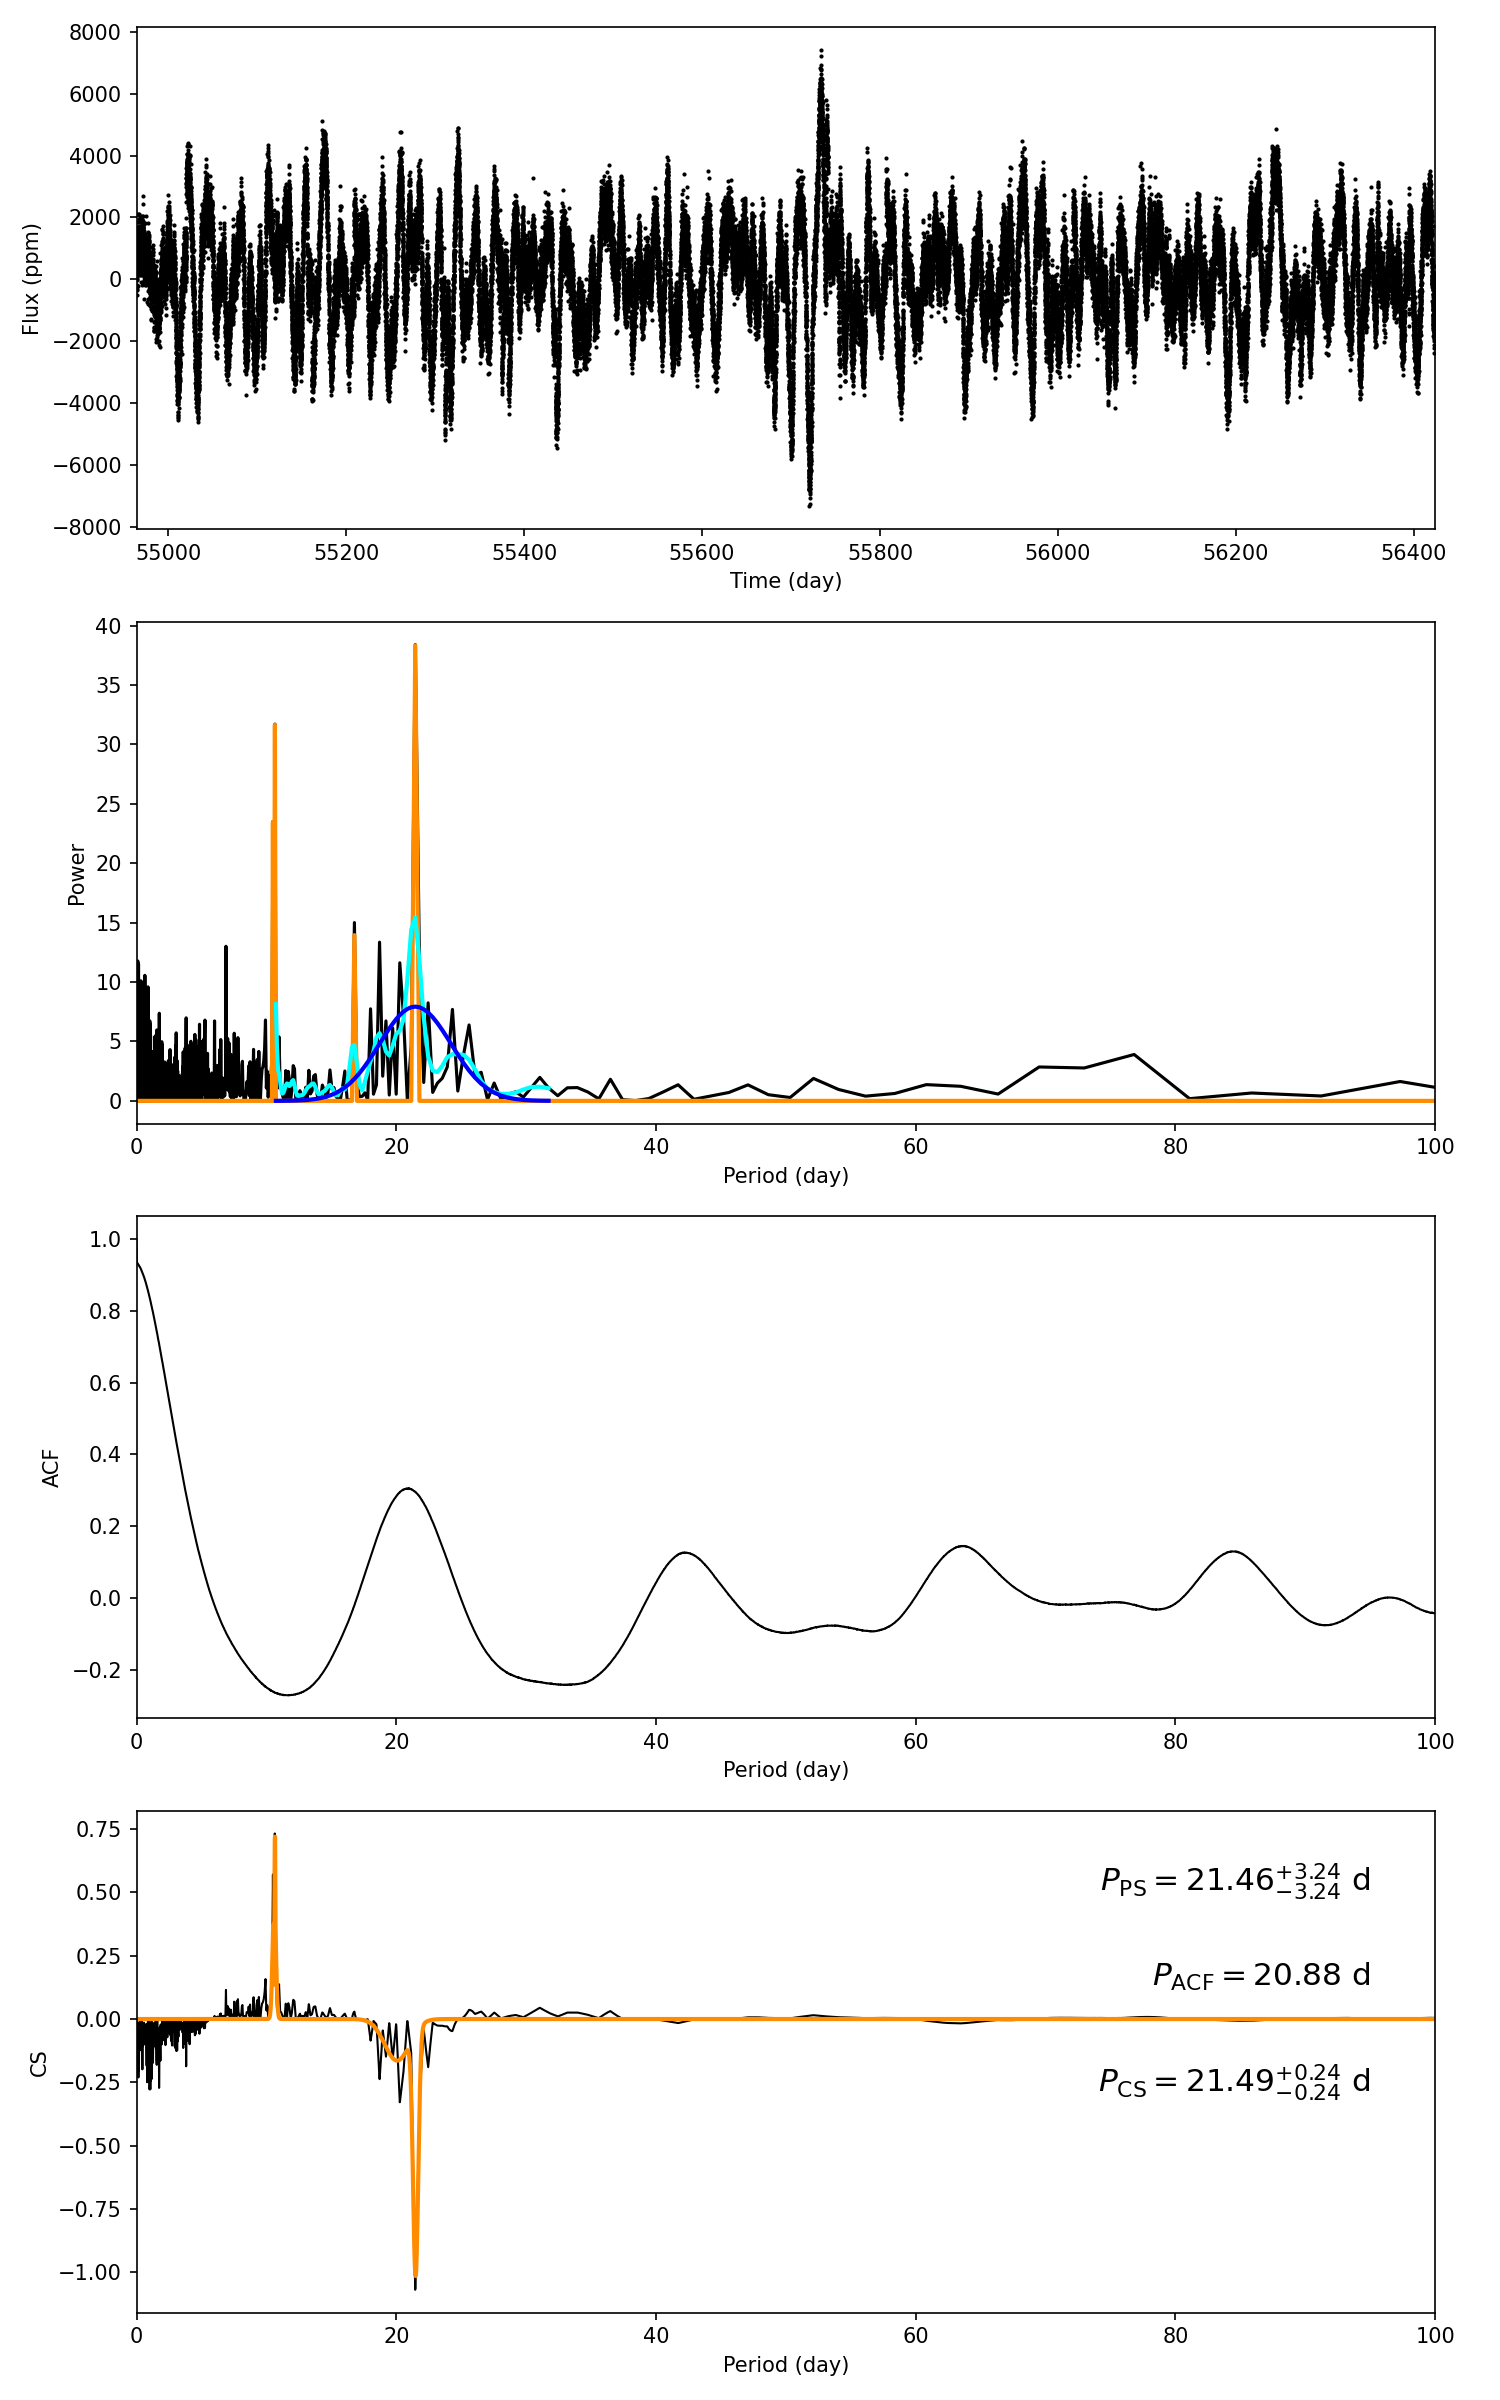 8000
6000
4000
2000
0
−2000
−4000
−6000
−8000
Flux (ppm)
55000 55200 55400 55600 55800 56000 56200 56400
Time (day)
40
35
30
25
20
15
10
5
0
Power
0 20 40 60 80 100
Period (day)
1.0
0.8
0.6
0.4
0.2
0.0
−0.2
ACF
0 20 40 60 80 100
Period (day)
0.75
0.50
0.25
0.00
−0.25
−0.50
−0.75
−1.00
CS
P_PS = 21.46 +3.24 −3.24 d
P_ACF = 20.88 d
P_CS = 21.49 +0.24 −0.24 d
0 20 40 60 80 100
Period (day)